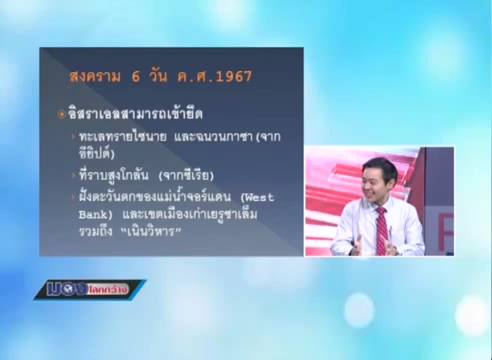 สงคราม 6 วัน ค.ศ.1967
อิสราเอลสามารถเข้ายึด
ทะเลทรายไซนาย และฉนวนกาซา(จาก
อียิปต์)
ที่ราบสูงโกลัน (จากซีเรีย)
ฝั่งตะวันตกของแม่น้ำจอร์แดน (West
Bank) และเขตเมืองเก่าเยรูซาเล็ม
รวมถึง “เนินวิหาร”
มองโลกกว้าง